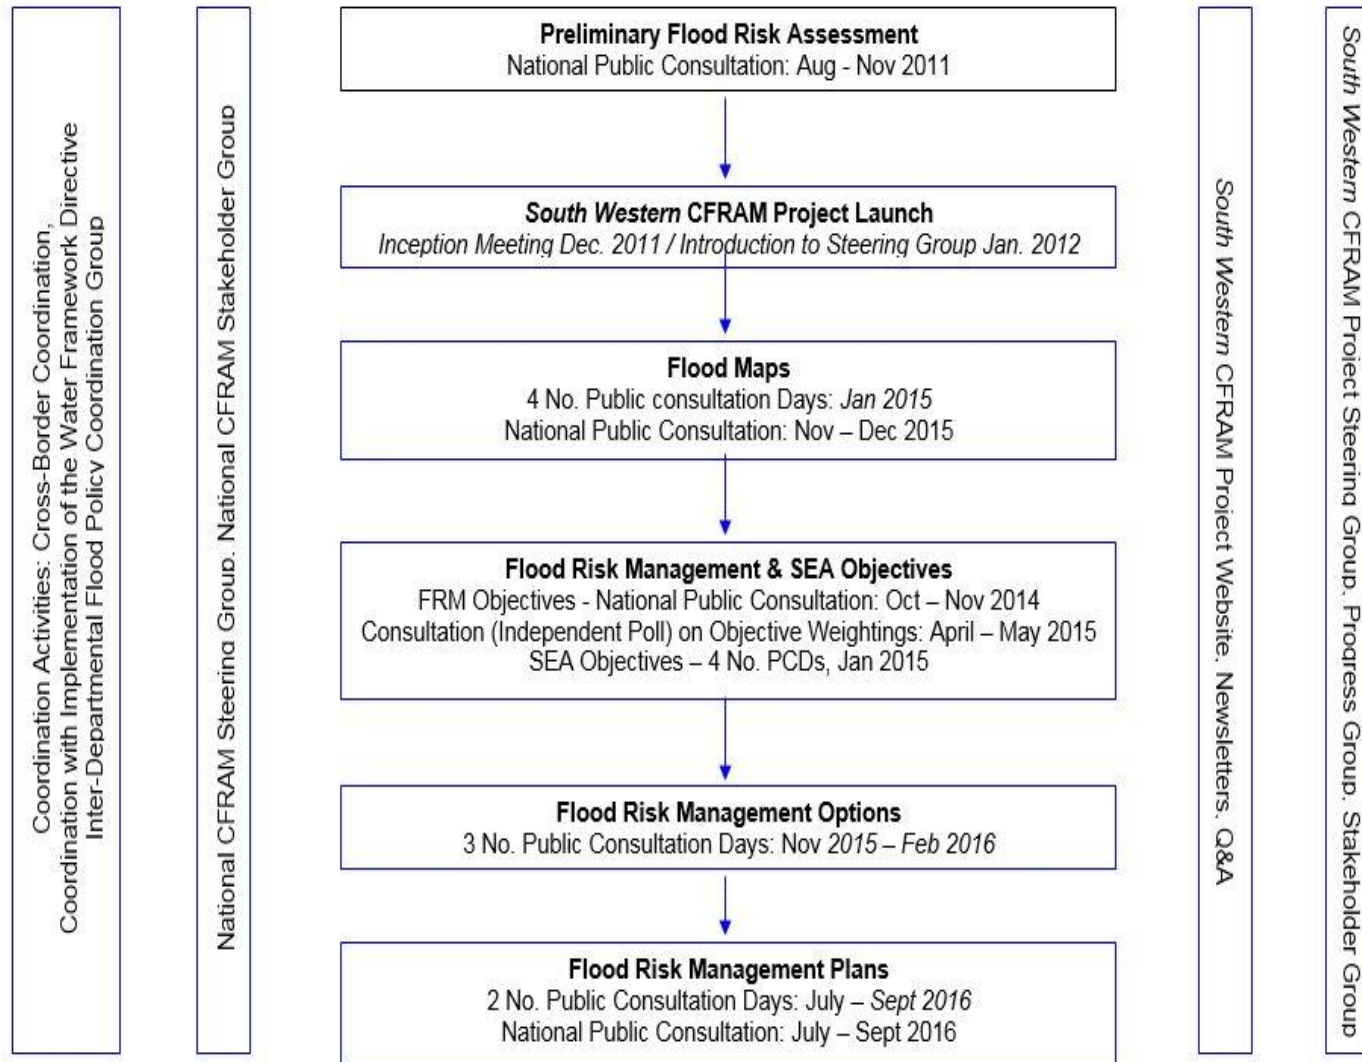 Coordination Activities: Cross-Border Coordination,
Coordination with Implementation of the Water Framework Directive
Inter-Departmental Flood Policy Coordination Group
National CFRAM Steering Group. National CFRAM Stakeholder Group
Preliminary Flood Risk Assessment
National Public Consultation: Aug - Nov 2011
South Western CFRAM Project Launch
Inception Meeting Dec. 2011 / Introduction to Steering Group Jan. 2012
Flood Maps
4 No. Public consultation Days: Jan 2015
National Public Consultation: Nov – Dec 2015
Flood Risk Management & SEA Objectives
FRM Objectives - National Public Consultation: Oct – Nov 2014
Consultation (Independent Poll) on Objective Weightings: April – May 2015
SEA Objectives – 4 No. PCDs, Jan 2015
Flood Risk Management Options
3 No. Public Consultation Days: Nov 2015 – Feb 2016
Flood Risk Management Plans
2 No. Public Consultation Days: July – Sept 2016
National Public Consultation: July – Sept 2016
South Western CFRAM Project Website. Newsletters. Q&A
South Western CFRAM Project Steering Group. Progress Group. Stakeholder Group